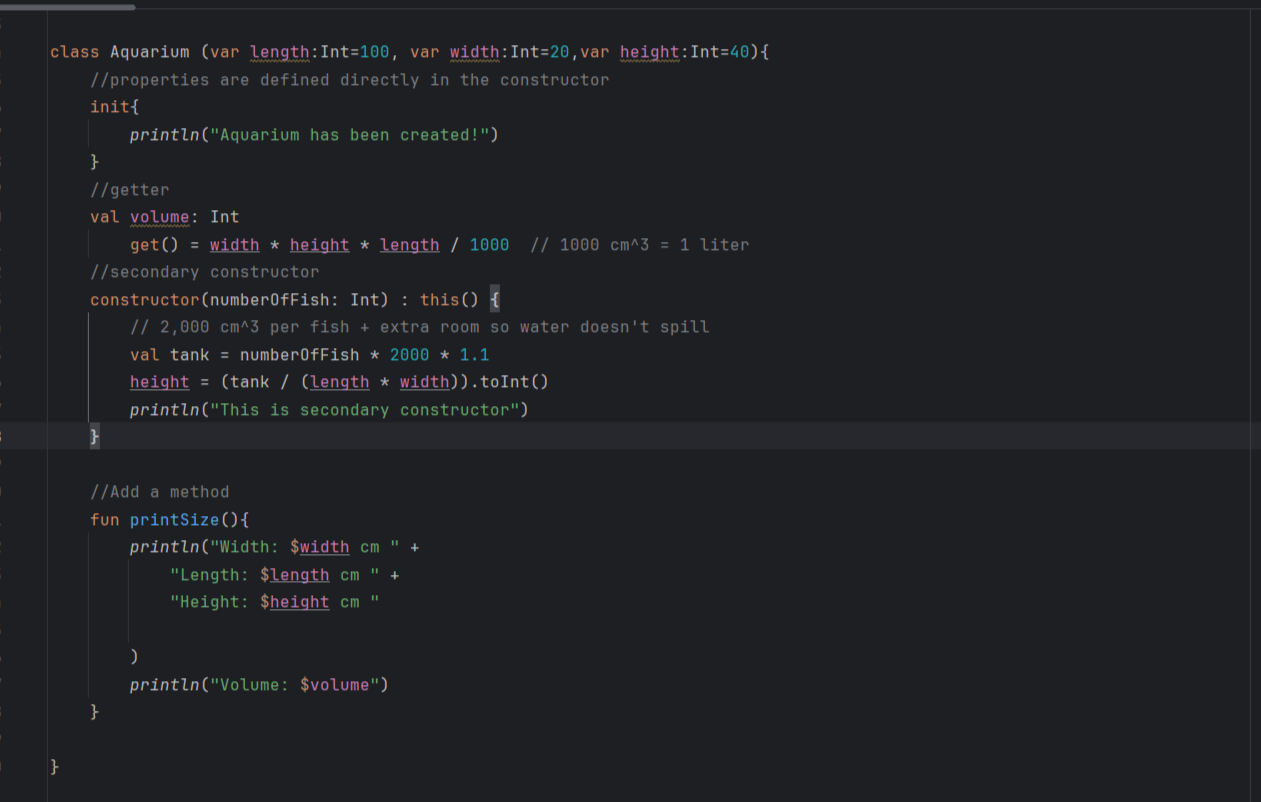 class Aquarium (var length:Int=100, var width:Int=20,var height:Int=40){
    //properties are defined directly in the constructor
    init{
        println("Aquarium has been created!")
    }
    //getter
    val volume: Int
        get() = width * height * length / 1000  // 1000 cm^3 = 1 liter
    //secondary constructor
    constructor(numberOfFish: Int) : this() {
        // 2,000 cm^3 per fish + extra room so water doesn't spill
        val tank = numberOfFish * 2000 * 1.1
        height = (tank / (length * width)).toInt()
        println("This is secondary constructor")
    }
    //Add a method
    fun printSize(){
        println("Width: $width cm " +
            "Length: $length cm " +
            "Height: $height cm "
        )
        println("Volume: $volume")
    }
}